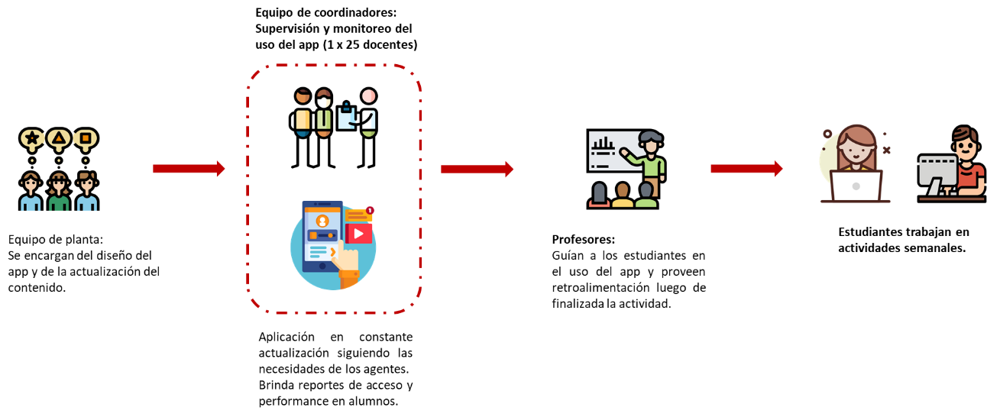 Equipo de coordinadores:
Supervisión y monitoreo del
uso del app (1 x 25 docentes)
Equipo de planta:
Se encargan del diseño del
app y de la actualización del
contenido.
Aplicación en constante
actualización siguiendo las
necesidades de los agentes.
Brinda reportes de acceso y
performance en alumnos.
Profesores:
Guían a los estudiantes en
el uso del app y proveen
retroalimentación luego de
finalizada la actividad.
Estudiantes trabajan en
actividades semanales.
1